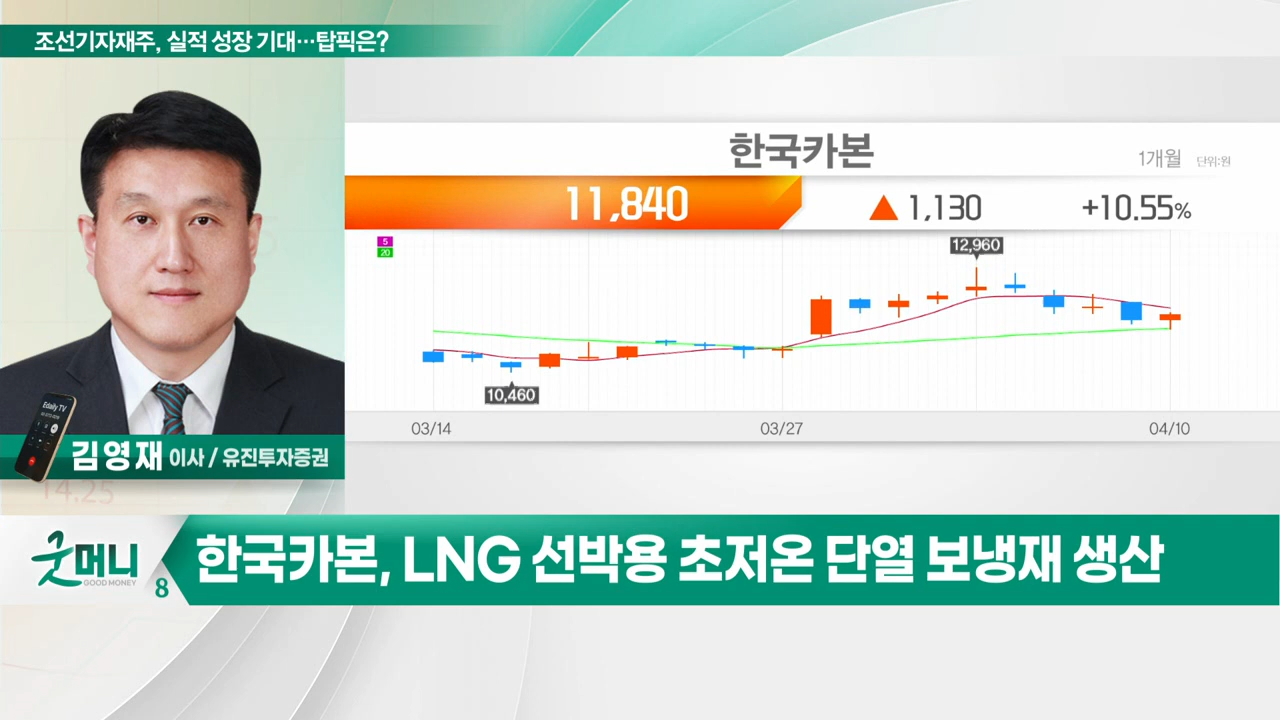 조선기자재주, 실적 성장 기대…탑픽은?
한국카본
1개월 단위:원
11,840 ▲ 1,130 +10.55%
5
20
12,960
10,460
03/14 03/27 04/10
Edaily TV
김영재 이사 / 유진투자증권
14.25
굿머니
GOOD MONEY
8
한국카본, LNG 선박용 초저온 단열 보냉재 생산